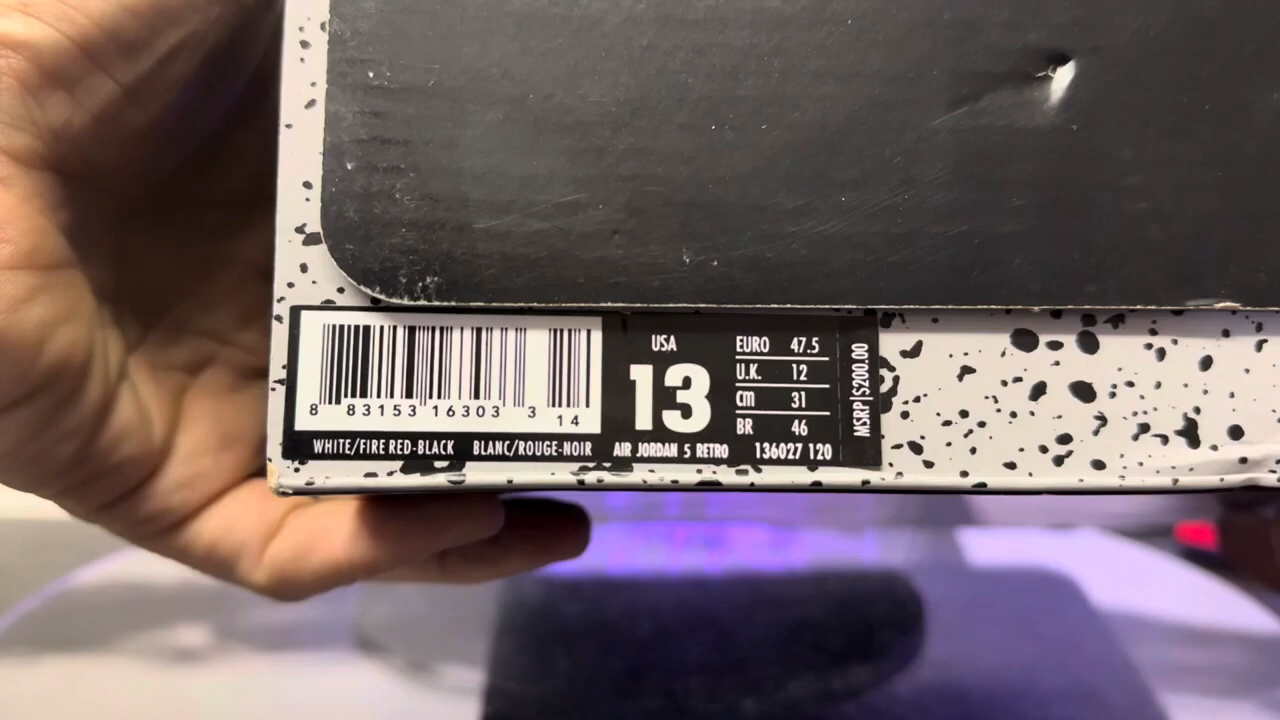 8 83153 16303 3 14
WHITE/FIRE RED-BLACK BLANC/ROUGE-NOIR
USA
13
EURO 47.5
U.K. 12
cm 31
BR 46
AIR JORDAN 5 RETRO 136027 120
MSRP|$200.00